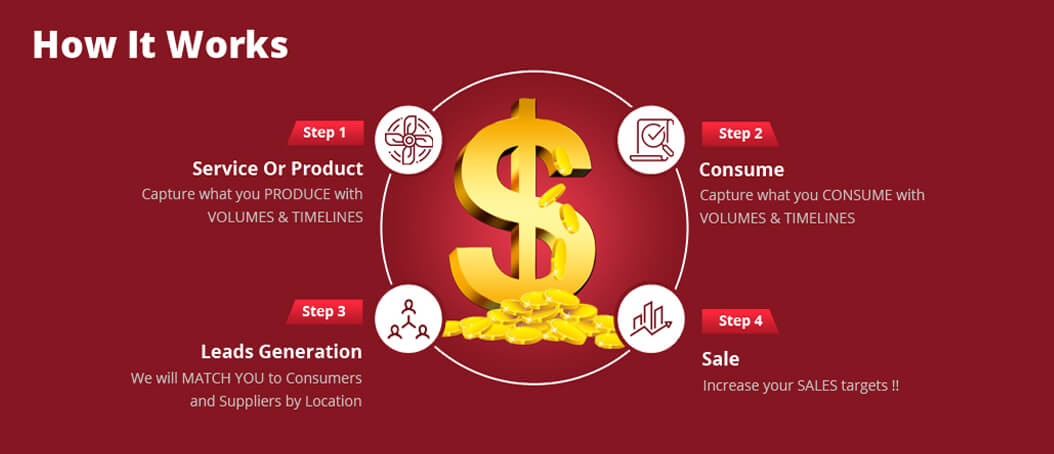 How It Works
Step 1
Service Or Product
Capture what you PRODUCE with
VOLUMES & TIMELINES
Step 2
Consume
Capture what you CONSUME with
VOLUMES & TIMELINES
Step 3
Leads Generation
We will MATCH YOU to Consumers
and Suppliers by Location
Step 4
Sale
Increase your SALES targets !!